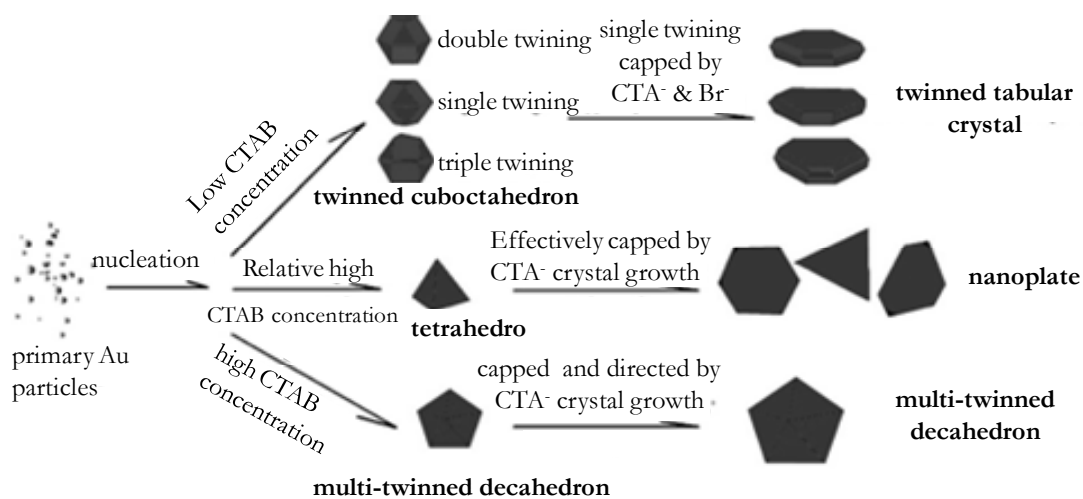 double twining
single twining
triple twining
twinned cuboctahedron
single twining
capped by
CTA- & Br-
twinned tabular
crystal
Low CTAB
concentration
primary Au
particles
nucleation
Relative high
CTAB concentration
tetrahedro
Effectively capped by
CTA- crystal growth
nanoplate
high CTAB
concentration
multi-twinned decahedron
capped and directed by
CTA- crystal growth
multi-twinned
decahedron